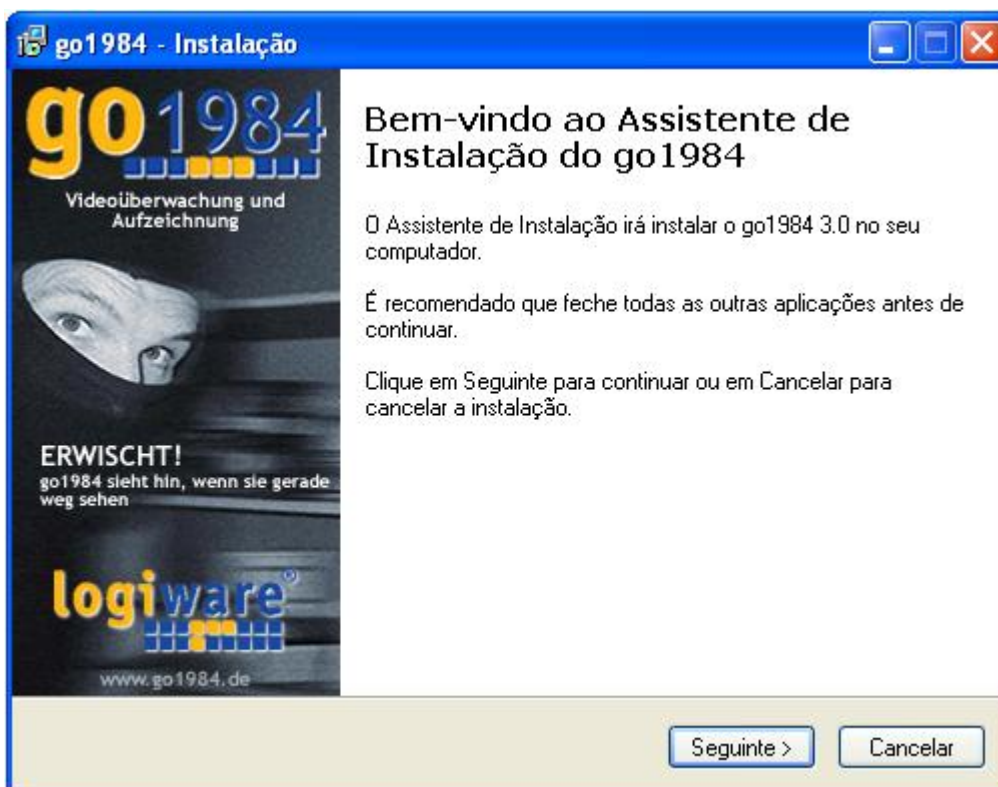 go1984 - Instalação
go1984
Videoüberwachung und
Aufzeichnung
ERWISCHT!
go1984 sieht hin, wenn sie gerade
weg sehen
logiware®
www.go1984.de
Bem-vindo ao Assistente de
Instalação do go1984
O Assistente de Instalação irá instalar o go1984 3.0 no seu
computador.
É recomendado que feche todas as outras aplicações antes de
continuar.
Clique em Seguinte para continuar ou em Cancelar para
cancelar a instalação.
Seguinte >
Cancelar